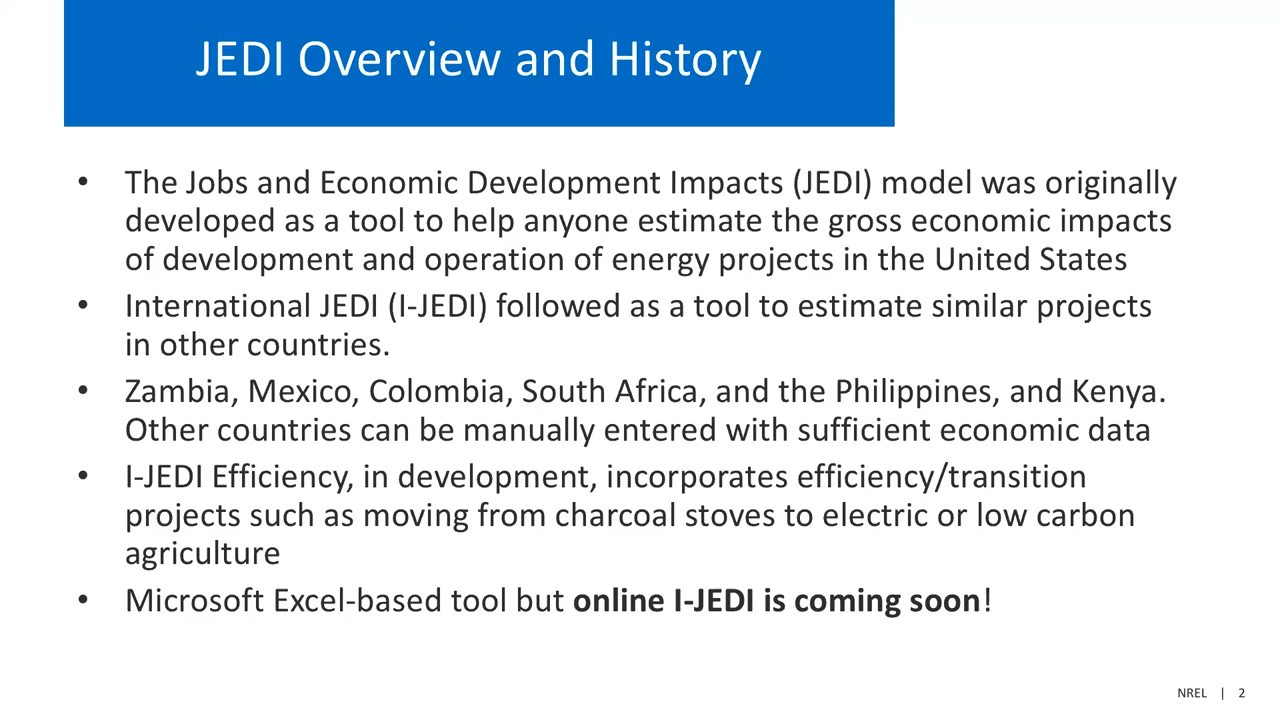 JEDI Overview and History
• The Jobs and Economic Development Impacts (JEDI) model was originally
developed as a tool to help anyone estimate the gross economic impacts
of development and operation of energy projects in the United States
• International JEDI (I-JEDI) followed as a tool to estimate similar projects
in other countries.
• Zambia, Mexico, Colombia, South Africa, and the Philippines, and Kenya.
Other countries can be manually entered with sufficient economic data
• I-JEDI Efficiency, in development, incorporates efficiency/transition
projects such as moving from charcoal stoves to electric or low carbon
agriculture
• Microsoft Excel-based tool but online I-JEDI is coming soon!
NREL | 2